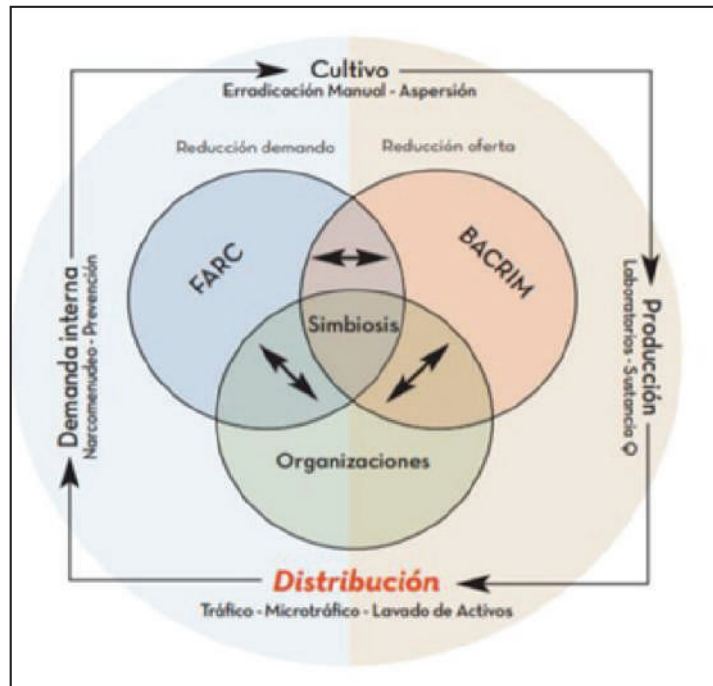 Cultivo
Erradicación Manual - Aspersión
Reducción demando
Reducción oferta
FARC
BACRIM
Simbiosis
Organizaciones
Demanda interna
Narcomenudeo - Prevención
Producción
Laboratorios - Sustancia Q
Distribución
Tráfico - Microtráfico - Lavado de Activos